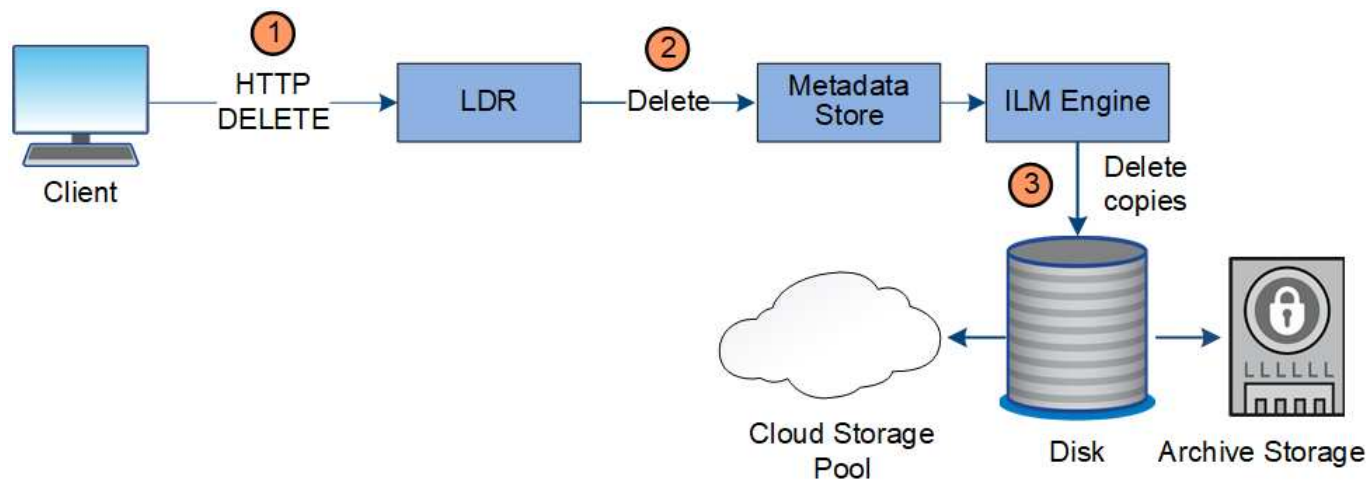 1
HTTP
DELETE
LDR
2
Delete
Metadata
Store
ILM Engine
Client
3
Delete
copies
LLLLLL
Cloud Storage
Pool
Disk
Archive Storage